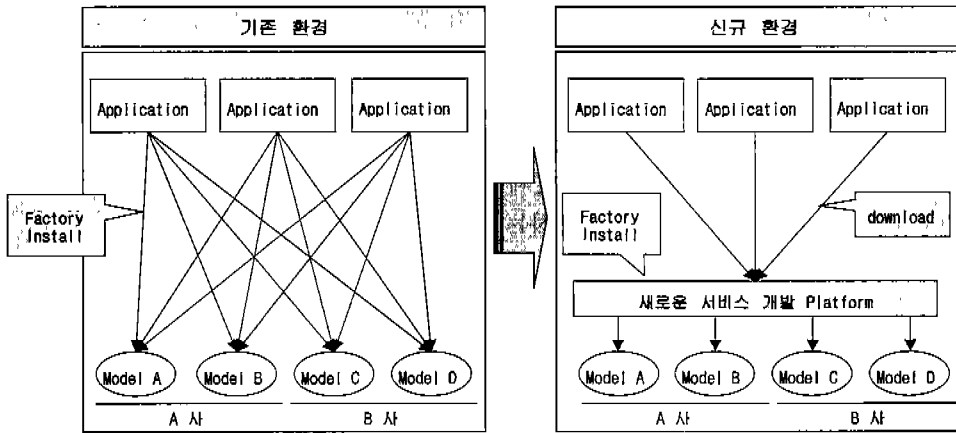 기존 환경
Application
Application
Application
Factory
Install
Model A
Model B
Model C
Model D
A 사
B 사
신규 환경
Application
Application
Application
Factory
Install
download
새로운 서비스 개발 Platform
Model A
Model B
Model C
Model D
A 사
B 사